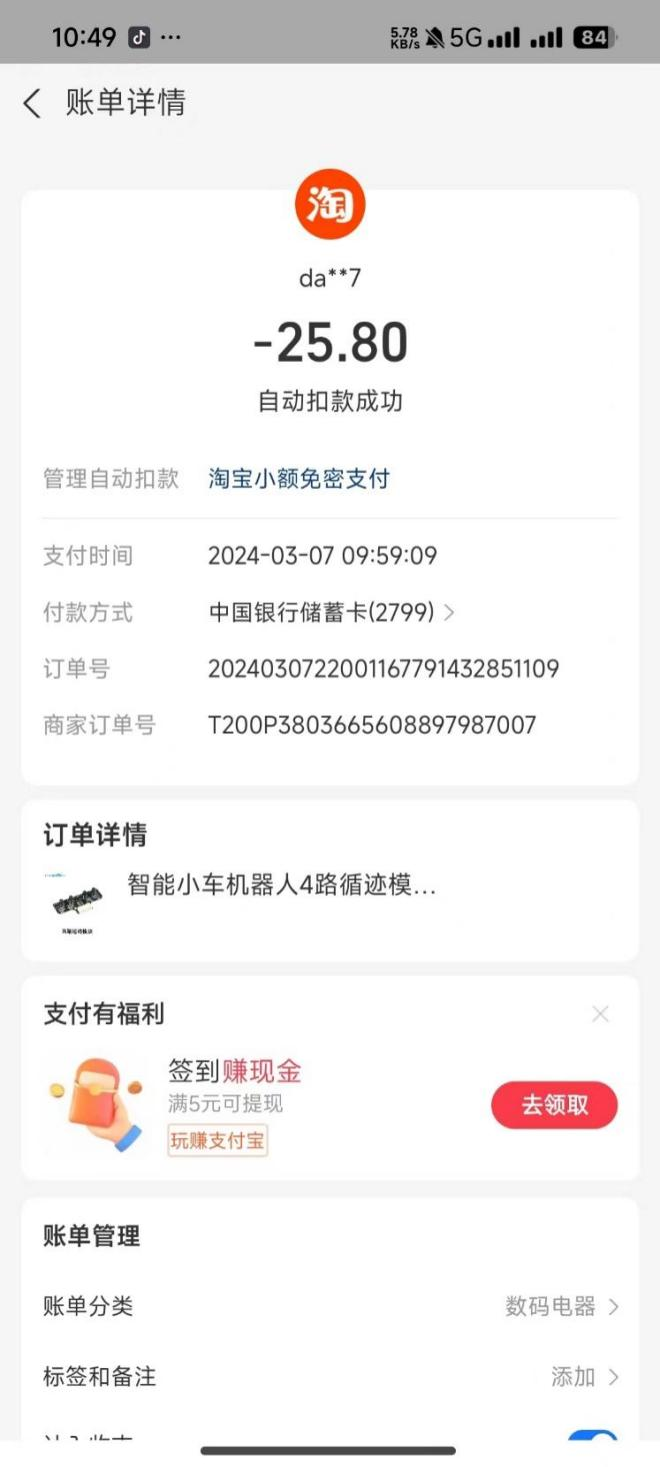 10:49 ···
5.78 KB/s 5G 84
账单详情
淘
da**7
-25.80
自动扣款成功
管理自动扣款 淘宝小额免密支付
支付时间 2024-03-07 09:59:09
付款方式 中国银行储蓄卡(2799)
订单号 2024030722001167791432851109
商家订单号 T200P3803665608897987007
订单详情
智能小车机器人4路循迹模...
支付有福利
签到赚现金
满5元可提现
去领取
玩赚支付宝
账单管理
账单分类 数码电器
标签和备注 添加